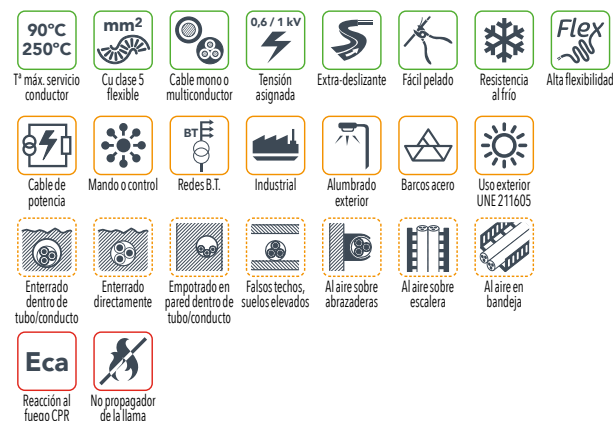 90°C
250°C
mm²
0,6 / 1 kV
Flex
Tª máx. servicio
conductor
Cu clase 5
flexible
Cable mono o
multiconductor
Tensión
asignada
Extra-deslizante
Fácil pelado
Resistencia
al frío
Alta flexibilidad
BT
Cable de
potencia
Mando o control
Redes B.T.
Industrial
Alumbrado
exterior
Barcos acero
Uso exterior
UNE 211605
Enterrado
dentro de
tubo/conducto
Enterrado
directamente
Empotrado en
pared dentro de
tubo/conducto
Falsos techos,
suelos elevados
Al aire sobre
abrazaderas
Al aire sobre
escalera
Al aire en
bandeja
Eca
Reacción al
fuego CPR
No propagador
de la llama